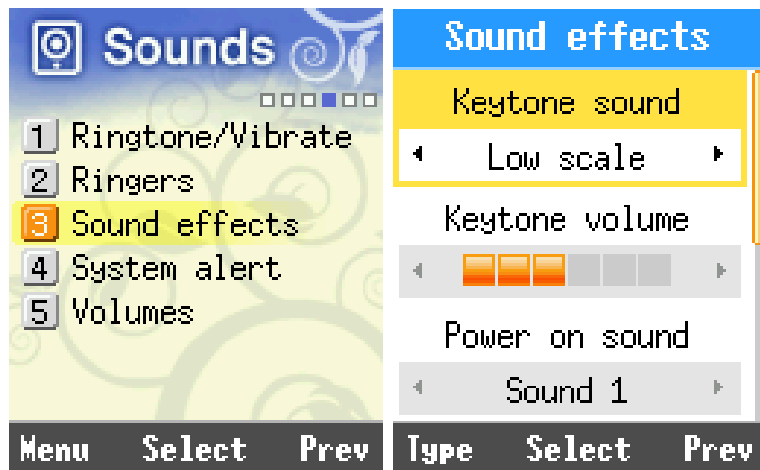 Sounds
1 Ringtone/Vibrate
2 Ringers
3 Sound effects
4 System alert
5 Volumes
Menu Select Prev
Sound effects
Keytone sound
Low scale
Keytone volume
Power on sound
Sound 1
Type Select Prev